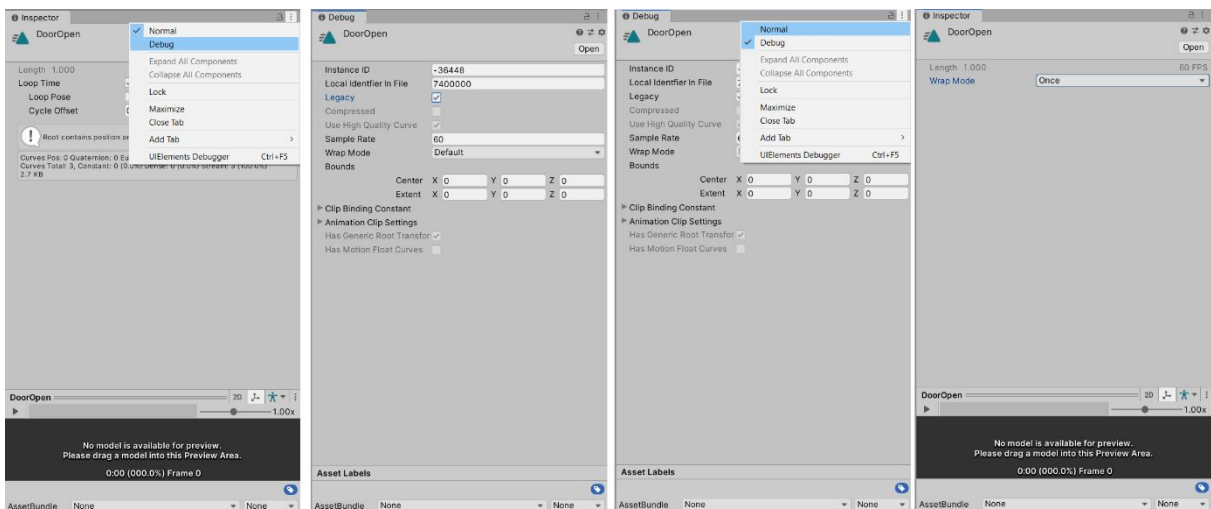 Inspector
DoorOpen
Normal
Debug
Expand All Components
Collapse All Components
Lock
Maximize
Close Tab
Add Tab
UIElements Debugger Ctrl+F5
Length 1.000
Loop Time
Loop Pose
Cycle Offset
Root contains position
Curves Pos: 0 Quaternion: 0
Curves Total: 3, Constant: 0
2.7 KB
DoorOpen 2D
1.00x
No model is available for preview.
Please drag a model into this Preview Area.
0:00 (000.0%) Frame 0
AssetBundle None None
Debug
DoorOpen
Open
Instance ID -36448
Local Identfier in File 7400000
Legacy
Compressed
Use High Quality Curve
Sample Rate 60
Wrap Mode Default
Bounds
Center X 0 Y 0 Z 0
Extent X 0 Y 0 Z 0
Clip Binding Constant
Animation Clip Settings
Has Generic Root Transfor
Has Motion Float Curves
Asset Labels
AssetBundle None None
Debug
DoorOpen
Normal
Debug
Expand All Components
Collapse All Components
Lock
Maximize
Close Tab
Add Tab
UIElements Debugger Ctrl+F5
Instance ID
Local Identfier in File
Legacy
Compressed
Use High Quality Curve
Sample Rate
Wrap Mode
Bounds
Center X 0 Y 0 Z 0
Extent X 0 Y 0 Z 0
Clip Binding Constant
Animation Clip Settings
Has Generic Root Transfor
Has Motion Float Curves
Asset Labels
AssetBundle None None
Inspector
DoorOpen
Open
Length 1.000 60 FPS
Wrap Mode Once
DoorOpen 2D
1.00x
No model is available for preview.
Please drag a model into this Preview Area.
0:00 (000.0%) Frame 0
AssetBundle None None